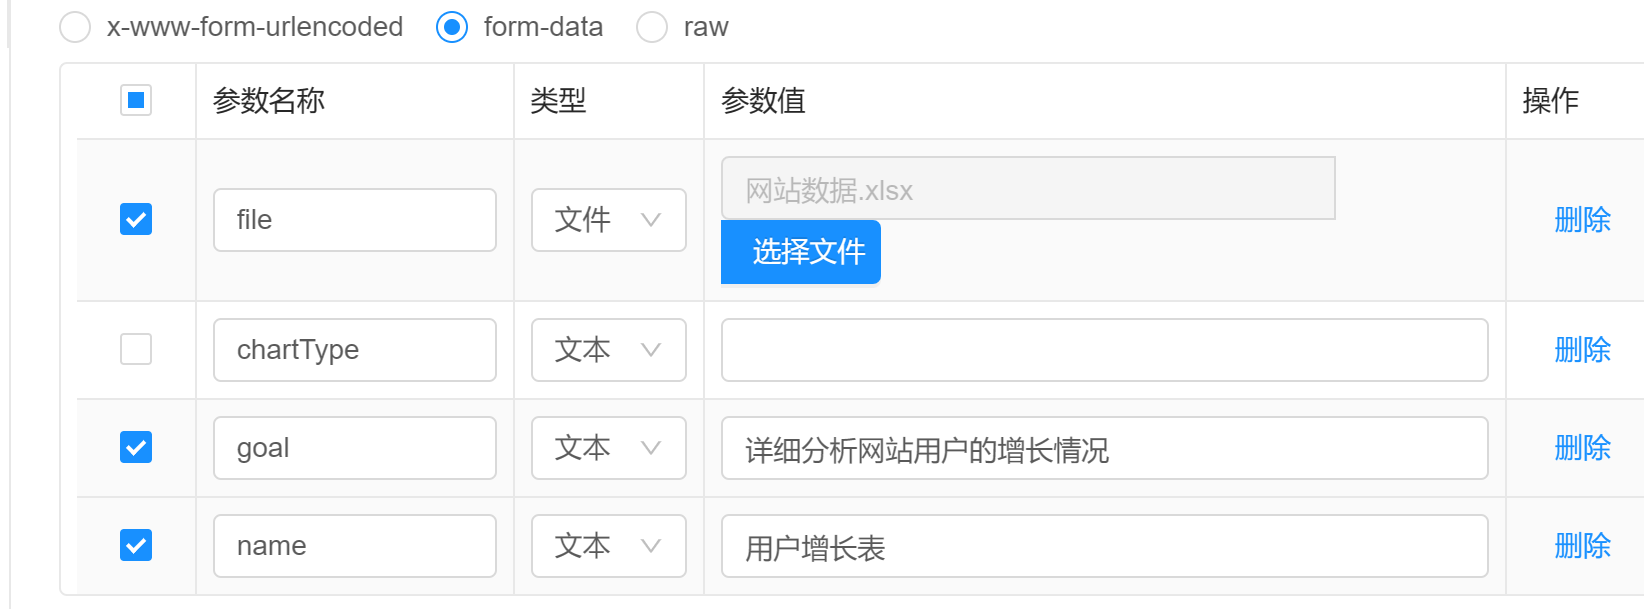 x-www-form-urlencoded form-data raw
参数名称 类型 参数值 操作
file 文件 网站数据.xlsx 选择文件 删除
chartType 文本 删除
goal 文本 详细分析网站用户的增长情况 删除
name 文本 用户增长表 删除